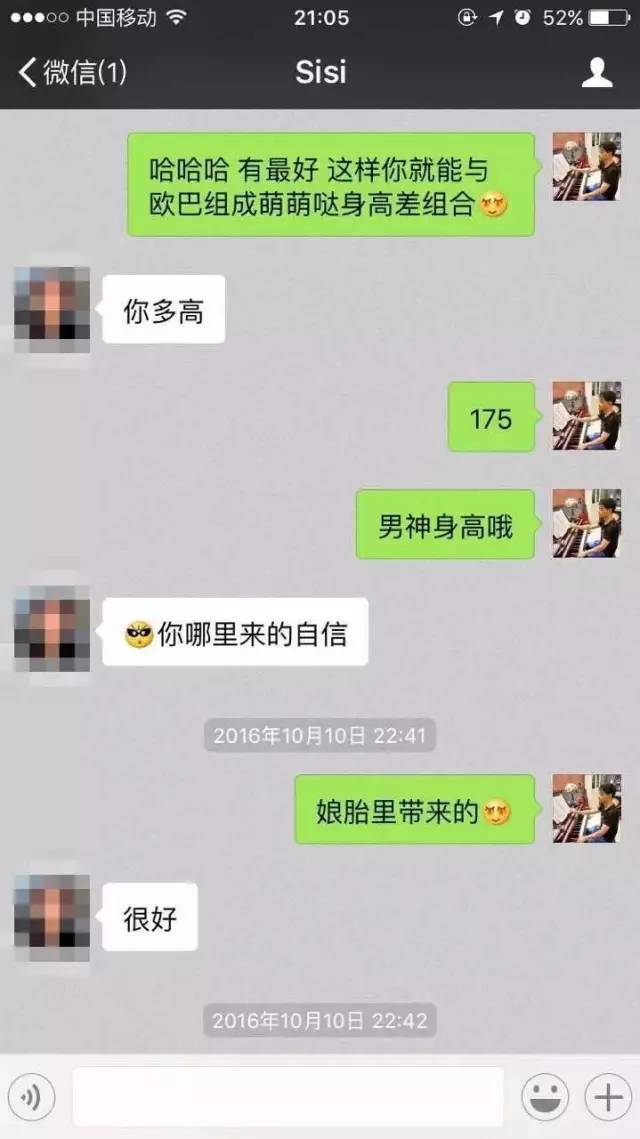 中国移动 21:05 52%
微信(1) Sisi
哈哈哈 有最好 这样你就能与
欧巴组成萌萌哒身高差组合
你多高
175
男神身高哦
你哪里来的自信
2016年10月10日 22:41
娘胎里带来的
很好
2016年10月10日 22:42